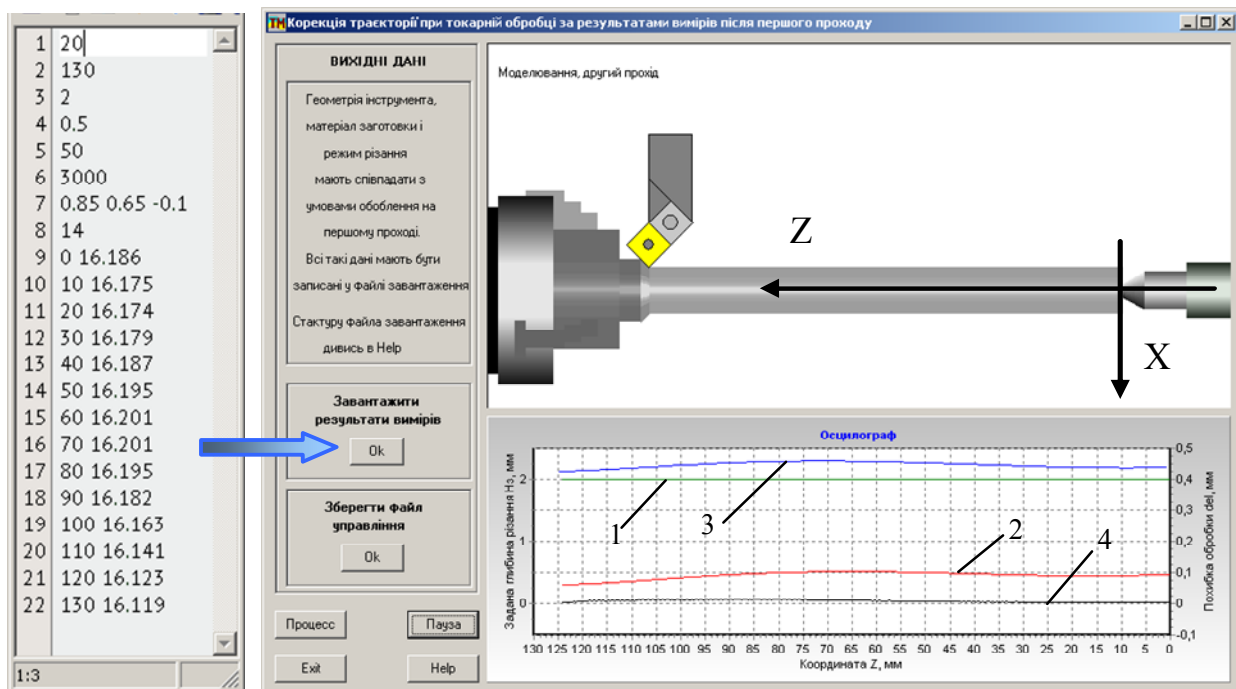 1 20
2 130
3 2
4 0.5
5 50
6 3000
7 0.85 0.65 -0.1
8 14
9 0 16.186
10 10 16.175
11 20 16.174
12 30 16.179
13 40 16.187
14 50 16.195
15 60 16.201
16 70 16.201
17 80 16.195
18 90 16.182
19 100 16.163
20 110 16.141
21 120 16.123
22 130 16.119
1:3
TM Корекція траєкторії при токарній обробці за результатами вимірів після першого проходу
ВИХІДНІ ДАНІ
Геометрія інструмента,
матеріал заготовки і
режим різання
мають співпадати з
умовами обоблення на
першому проході.
Всі такі дані мають бути
записані у файлі завантаження
Стактуру файла завантаження
дивись в Help
Завантажити
результати вимірів
Ok
Зберегти файл
управління
Ok
Процесс
Пауза
Exit
Help
Моделювання, другий прохід
Z
X
Осцилограф
Задана глибина різання Нз, мм
2
1
0
0,5
0,4
0,3
0,2
0,1
0
-0,1
Похибка обробки del, мм
1
3
2
4
130 125 120 115 110 105 100 95 90 85 80 75 70 65 60 55 50 45 40 35 30 25 20 15 10 5 0
Координата Z, мм